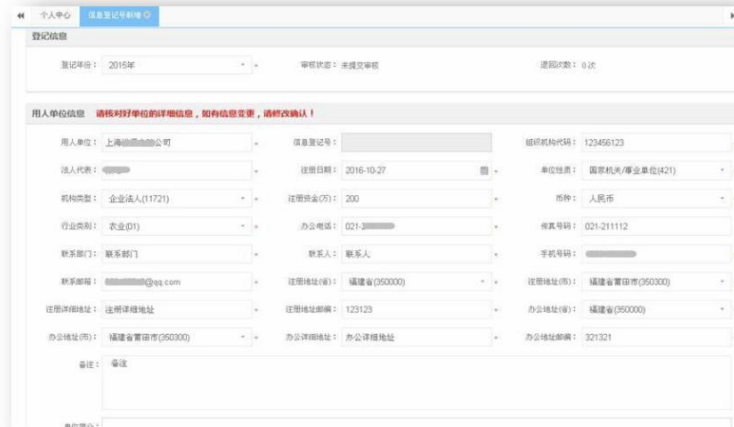 个人中心 信息登记号新增
登记信息
登记年份： 2015年 * 审核状态： 未提交审核 退回次数： 0 次
用人单位信息 请核对好单位的详细信息，如有信息变更，请修改确认！
用人单位： 上海 公司 * 信息登记号： 组织机构代码： 123456123
法人代表： * 注册日期： 2016-10-27 * 单位性质： 国家机关/事业单位(421)
机构类型： 企业法人(11721) * 注册资金(万)： 200 * 币种： 人民币
行业类别： 农业(01) * 办公电话： 021-2 * 传真号码： 021-211112
联系部门： 联系部门 * 联系人： 联系人 * 手机号码：
联系邮箱： @qq.com * 注册地址(省)： 福建省(350000) * 注册地址(市)： 福建省莆田市(350300)
注册详细地址： 注册详细地址 * 注册地址邮编： 123123 * 办公地址(省)： 福建省(350000)
办公地址(市)： 福建省莆田市(350300) * 办公详细地址： 办公详细地址 * 办公地址邮编： 321321
备注： 备注